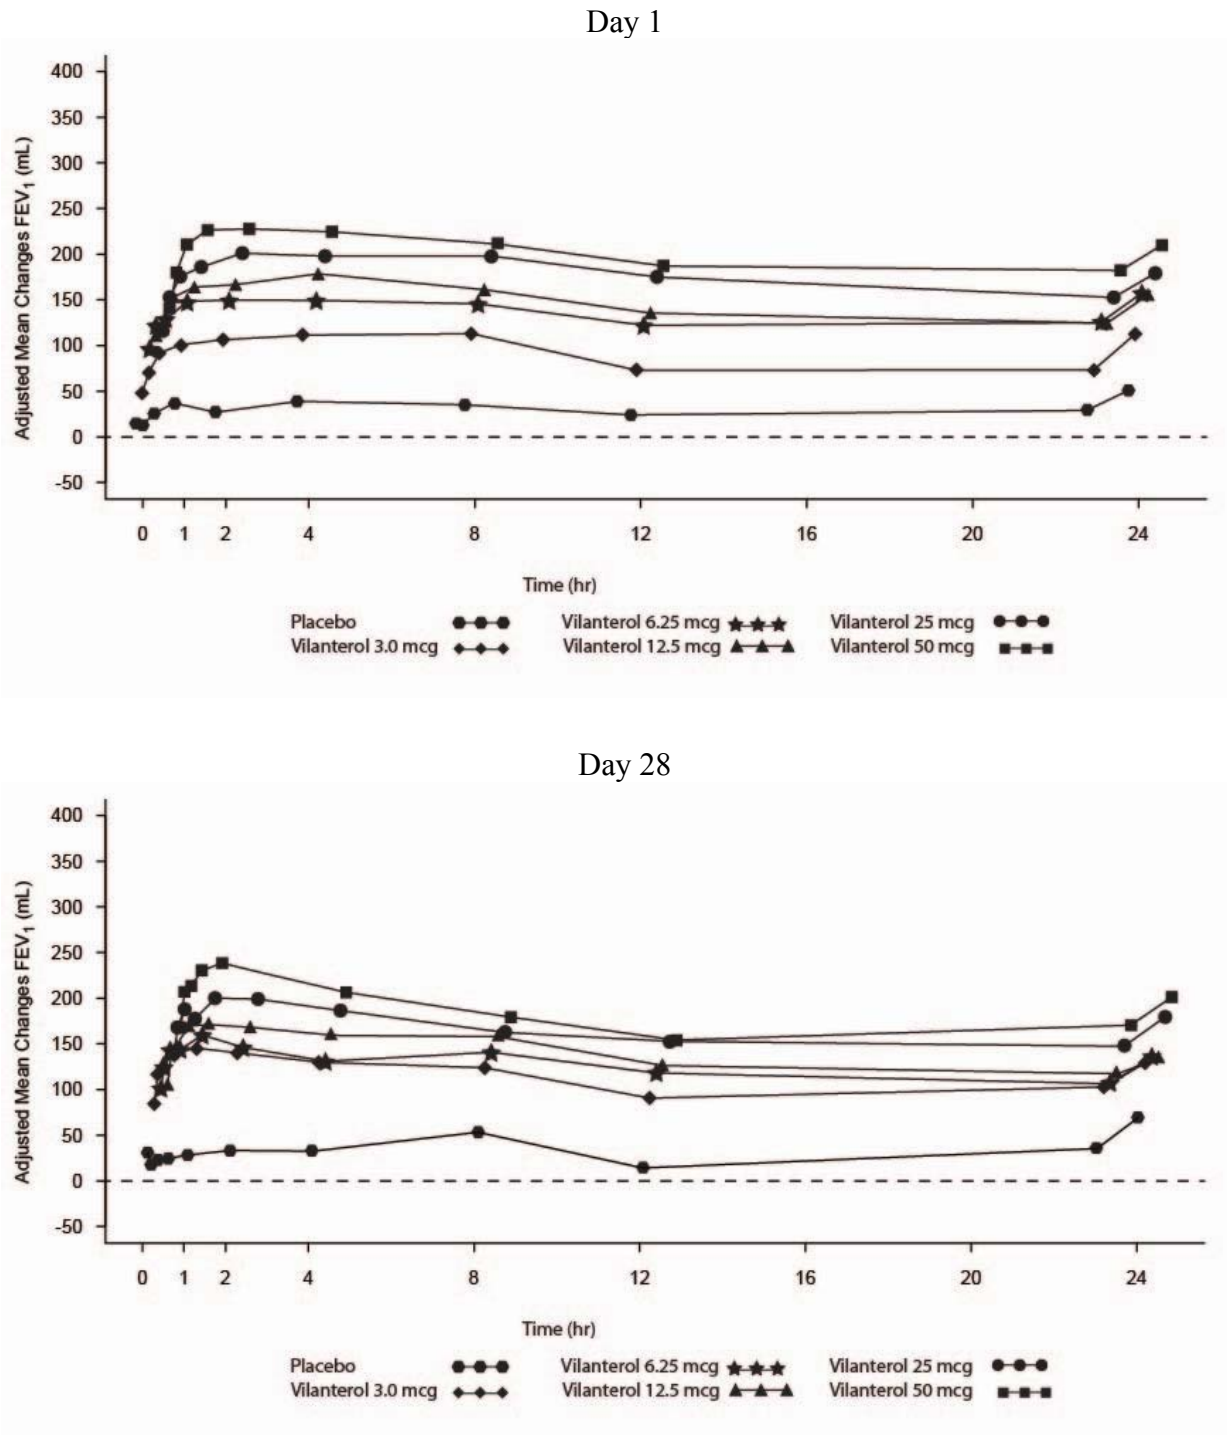 Day 1
400
350
300
250
200
150
100
50
0
-50
Adjusted Mean Changes FEV1 (mL)
0 1 2 4 8 12 16 20 24
Time (hr)
Placebo Vilanterol 6.25 mcg Vilanterol 25 mcg
Vilanterol 3.0 mcg Vilanterol 12.5 mcg Vilanterol 50 mcg
Day 28
400
350
300
250
200
150
100
50
0
-50
Adjusted Mean Changes FEV1 (mL)
0 1 2 4 8 12 16 20 24
Time (hr)
Placebo Vilanterol 6.25 mcg Vilanterol 25 mcg
Vilanterol 3.0 mcg Vilanterol 12.5 mcg Vilanterol 50 mcg